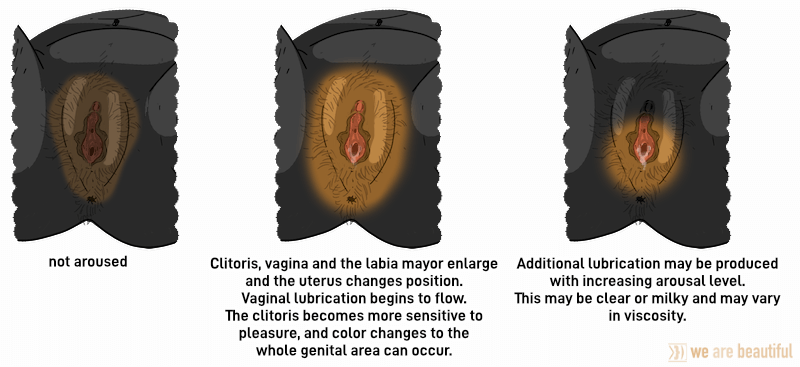 not aroused
Clitoris, vagina and the labia mayor enlarge
and the uterus changes position.
Vaginal lubrication begins to flow.
The clitoris becomes more sensitive to
pleasure, and color changes to the
whole genital area can occur.
Additional lubrication may be produced
with increasing arousal level.
This may be clear or milky and may vary
in viscosity.
we are beautiful